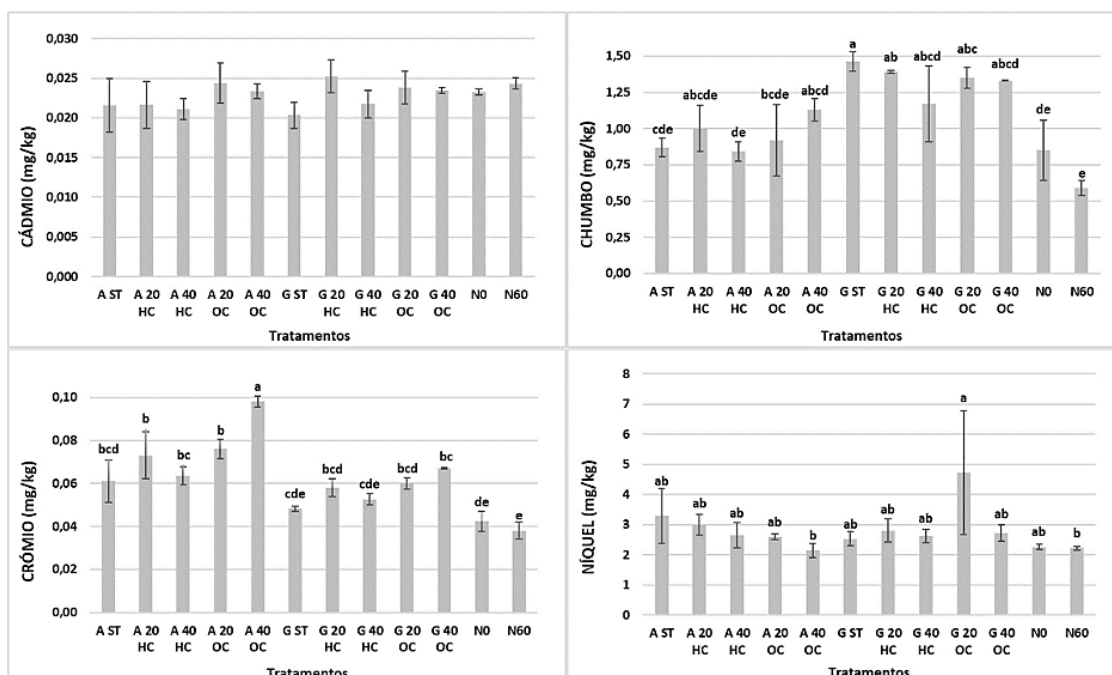 CÁDMIO (mg/kg)
0,030
0,025
0,020
0,015
0,010
0,005
0,000
A ST A 20 A 40 A 20 A 40 G ST G 20 G 40 G 20 G 40 N0 N60
HC HC OC OC HC HC OC OC
Tratamentos
CHUMBO (mg/kg)
1,50
1,25
1,00
0,75
0,50
0,25
0,00
cde abcde de bcde abcd a ab abcd abc abcd de e
A ST A 20 A 40 A 20 A 40 G ST G 20 G 40 G 20 G 40 N0 N60
HC HC OC OC HC HC OC OC
Tratamentos
CRÓMIO (mg/kg)
0,10
0,08
0,06
0,04
0,02
0,00
bcd b bc b a cde bcd cde bcd bc de e
A ST A 20 A 40 A 20 A 40 G ST G 20 G 40 G 20 G 40 N0 N60
HC HC OC OC HC HC OC OC
Tratamentos
NÍQUEL (mg/kg)
8
7
6
5
4
3
2
1
0
ab ab ab ab b ab ab ab a ab ab b
A ST A 20 A 40 A 20 A 40 G ST G 20 G 40 G 20 G 40 N0 N60
HC HC OC OC HC HC OC OC
Tratamentos